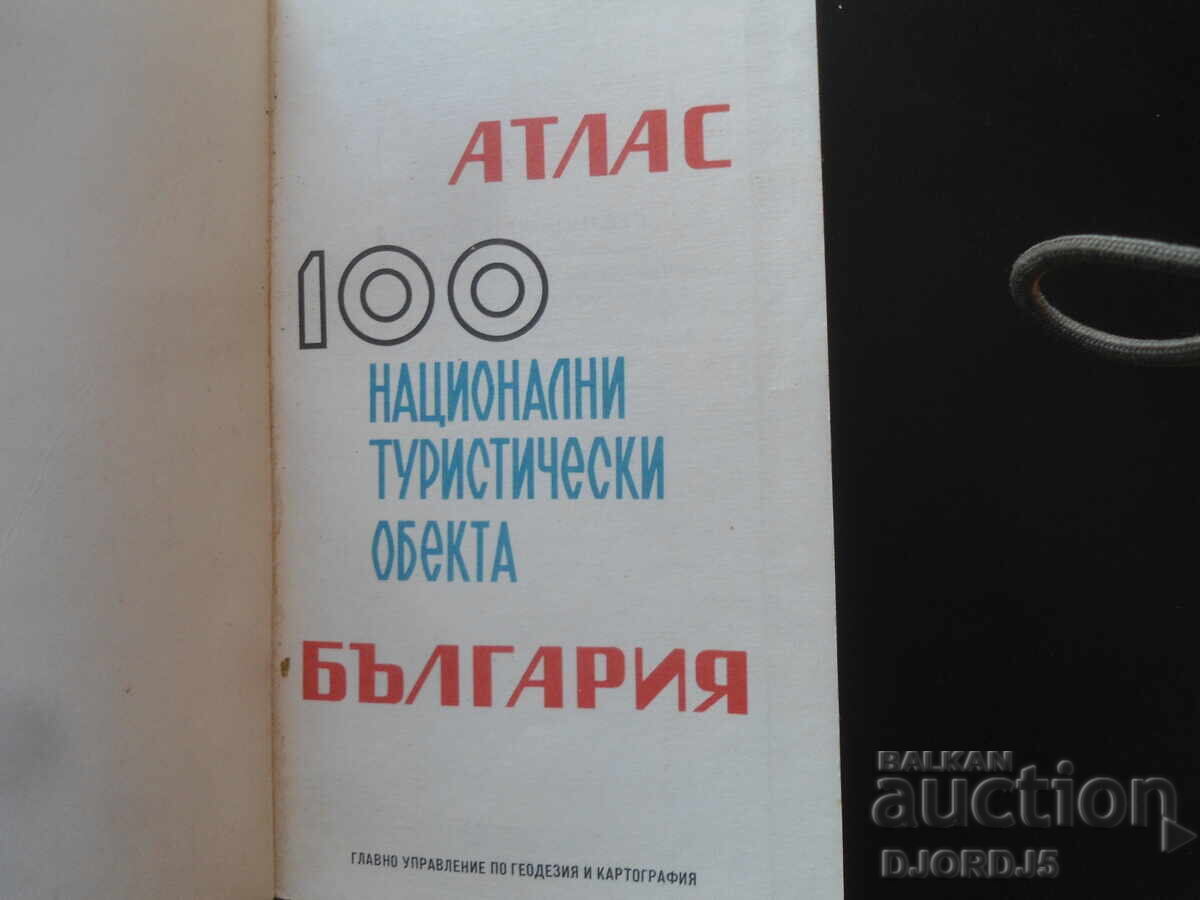 АТЛАС
100
НАЦИОНАЛНИ
ТУРИСТИЧЕСКИ
ОБЕКТА
БЪЛГАРИЯ
ГЛАВНО УПРАВЛЕНИЕ ПО ГЕОДЕЗИЯ И КАРТОГРАФИЯ
BALKAN
auction
DJORDJ5